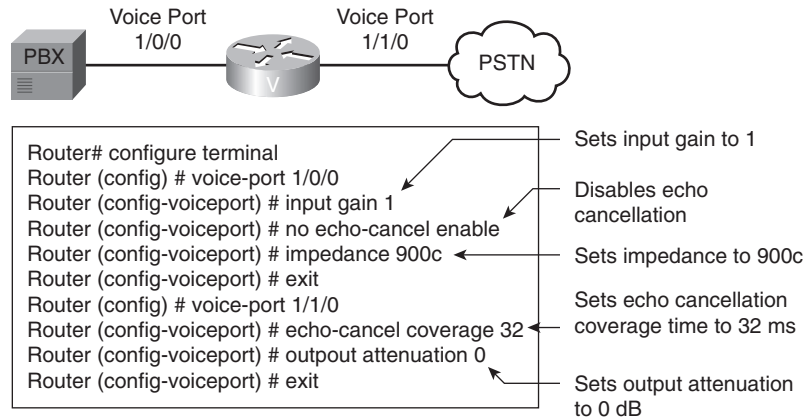 Voice Port
1/0/0
Voice Port
1/1/0
PBX
V
PSTN
Router# configure terminal
Router (config) # voice-port 1/0/0
Router (config-voiceport) # input gain 1
Router (config-voiceport) # no echo-cancel enable
Router (config-voiceport) # impedance 900c
Router (config-voiceport) # exit
Router (config) # voice-port 1/1/0
Router (config-voiceport) # echo-cancel coverage 32
Router (config-voiceport) # outpout attenuation 0
Router (config-voiceport) # exit
Sets input gain to 1
Disables echo
cancellation
Sets impedance to 900c
Sets echo cancellation
coverage time to 32 ms
Sets output attenuation
to 0 dB